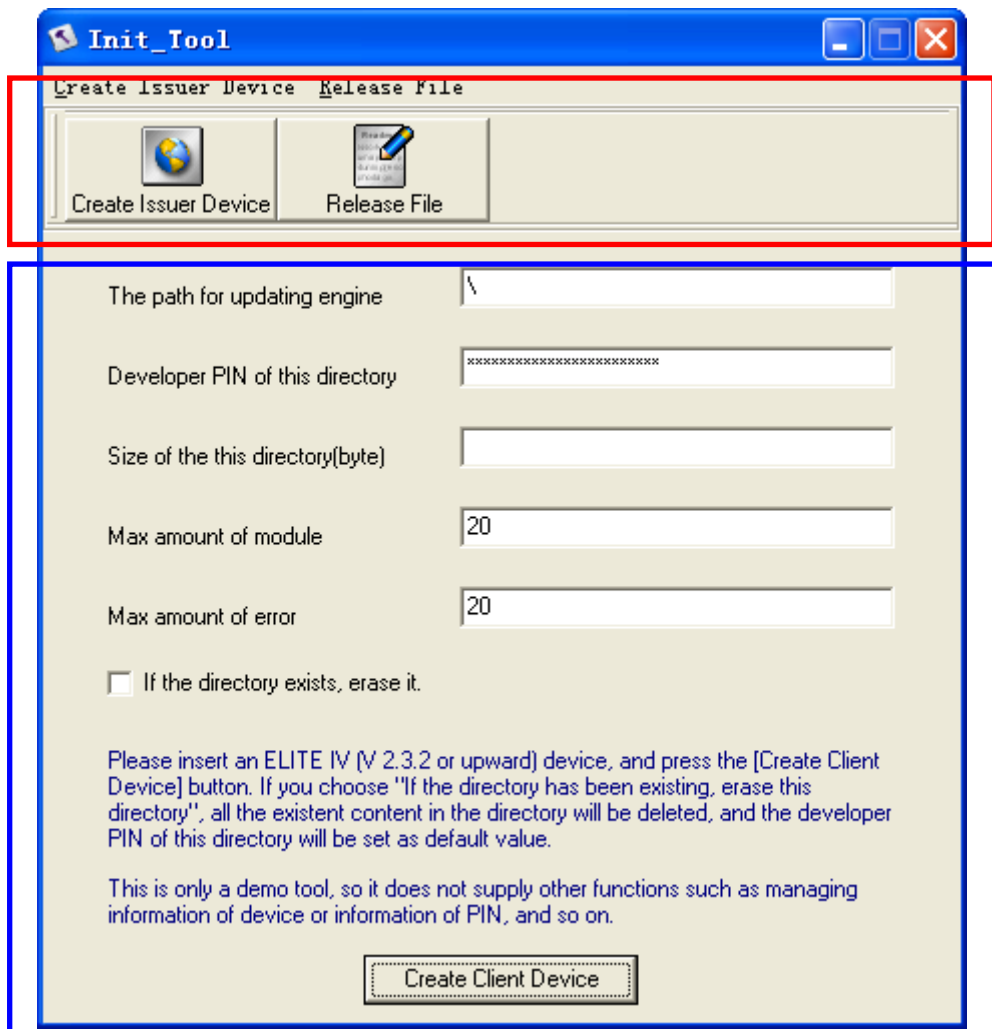 Init_Tool
Create Issuer Device Release File
Create Issuer Device Release File
The path for updating engine \
Developer PIN of this directory ************************
Size of the this directory(byte)
Max amount of module 20
Max amount of error 20
If the directory exists, erase it.
Please insert an ELITE IV (V 2.3.2 or upward) device, and press the [Create Client
Device] button. If you choose "If the directory has been existing, erase this
directory", all the existent content in the directory will be deleted, and the developer
PIN of this directory will be set as default value.
This is only a demo tool, so it does not supply other functions such as managing
information of device or information of PIN, and so on.
Create Client Device